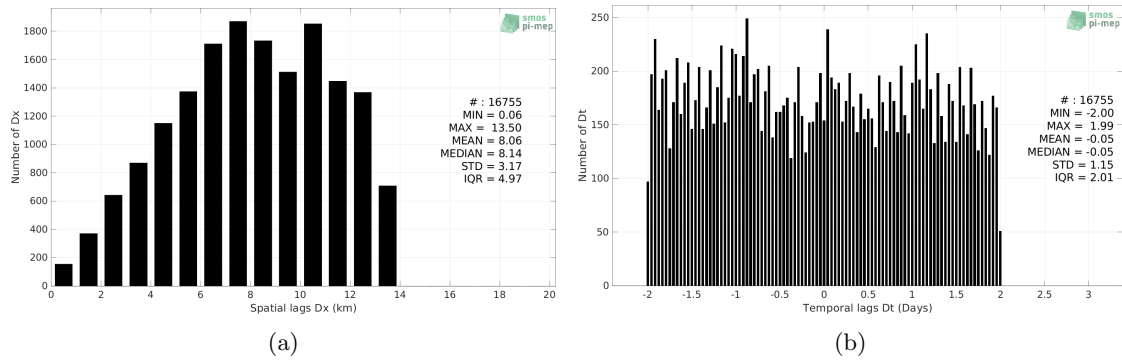 smos
pi-mep
1800
1600
1400
1200
1000
800
600
400
200
0
Number of Dx
# : 16755
MIN = 0.06
MAX = 13.50
MEAN = 8.06
MEDIAN = 8.14
STD = 3.17
IQR = 4.97
0 2 4 6 8 10 12 14 16 18 20
Spatial lags Dx (km)
(a)
smos
pi-mep
250
200
150
100
50
0
Number of Dt
# : 16755
MIN = -2.00
MAX = 1.99
MEAN = -0.05
MEDIAN = -0.05
STD = 1.15
IQR = 2.01
-2 -1.5 -1 -0.5 0 0.5 1 1.5 2 2.5 3
Temporal lags Dt (Days)
(b)